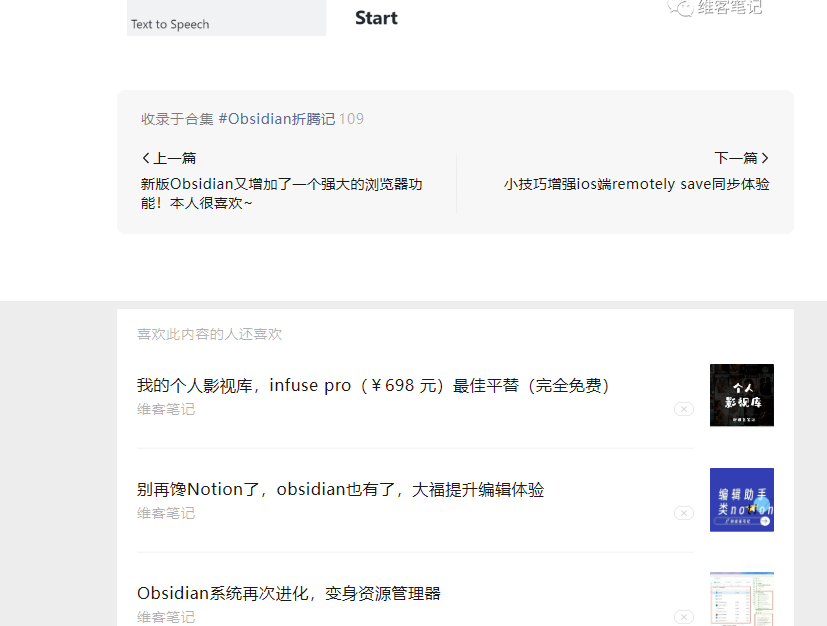 维客笔记
Text to Speech
Start
收录于合集 #Obsidian折腾记 109
上一篇
下一篇
新版Obsidian又增加了一个强大的浏览器功
能！本人很喜欢~
小技巧增强ios端remotely save同步体验
喜欢此内容的人还喜欢
我的个人影视库，infuse pro（￥698 元）最佳平替（完全免费）
维客笔记
个人
影视库
别再馋Notion了，obsidian也有了，大福提升编辑体验
维客笔记
编辑助手
类notion
Obsidian系统再次进化，变身资源管理器
维客笔记